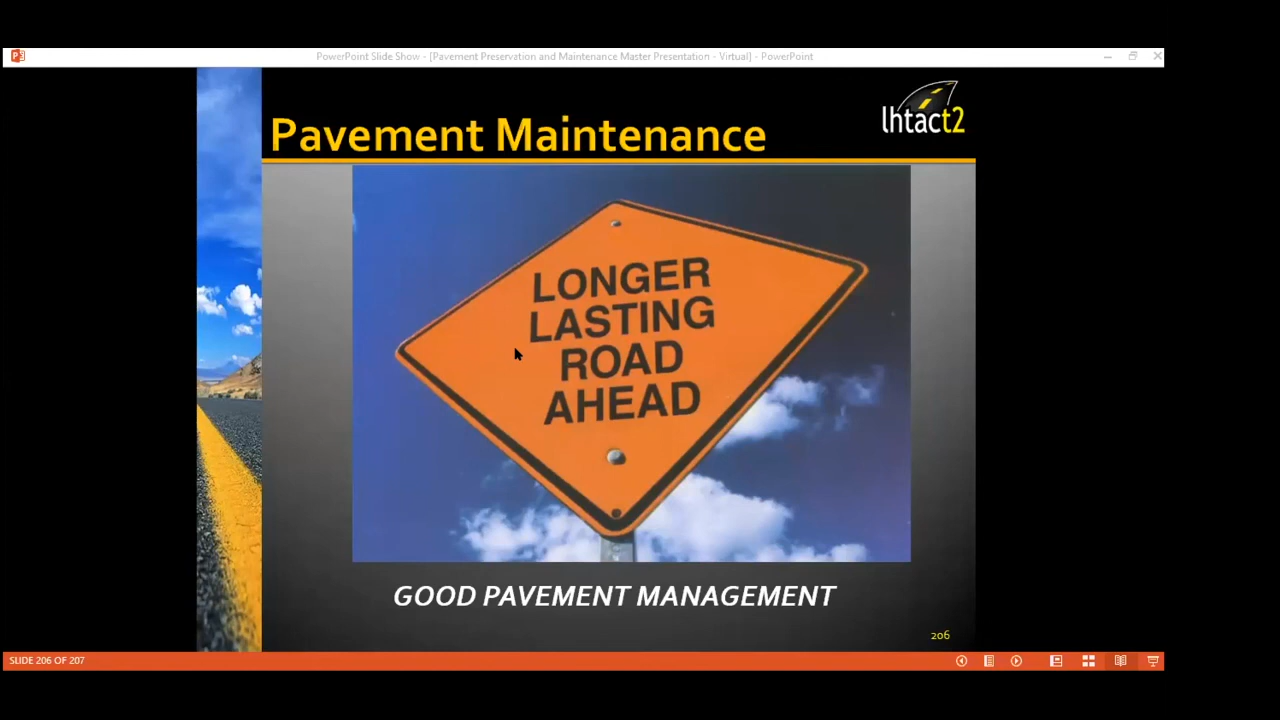 PowerPoint Slide Show - [Pavement Preservation and Maintenance Master Presentation - Virtual] - PowerPoint
lhtact2
Pavement Maintenance
LONGER
LASTING
ROAD
AHEAD
GOOD PAVEMENT MANAGEMENT
206
SLIDE 206 OF 207